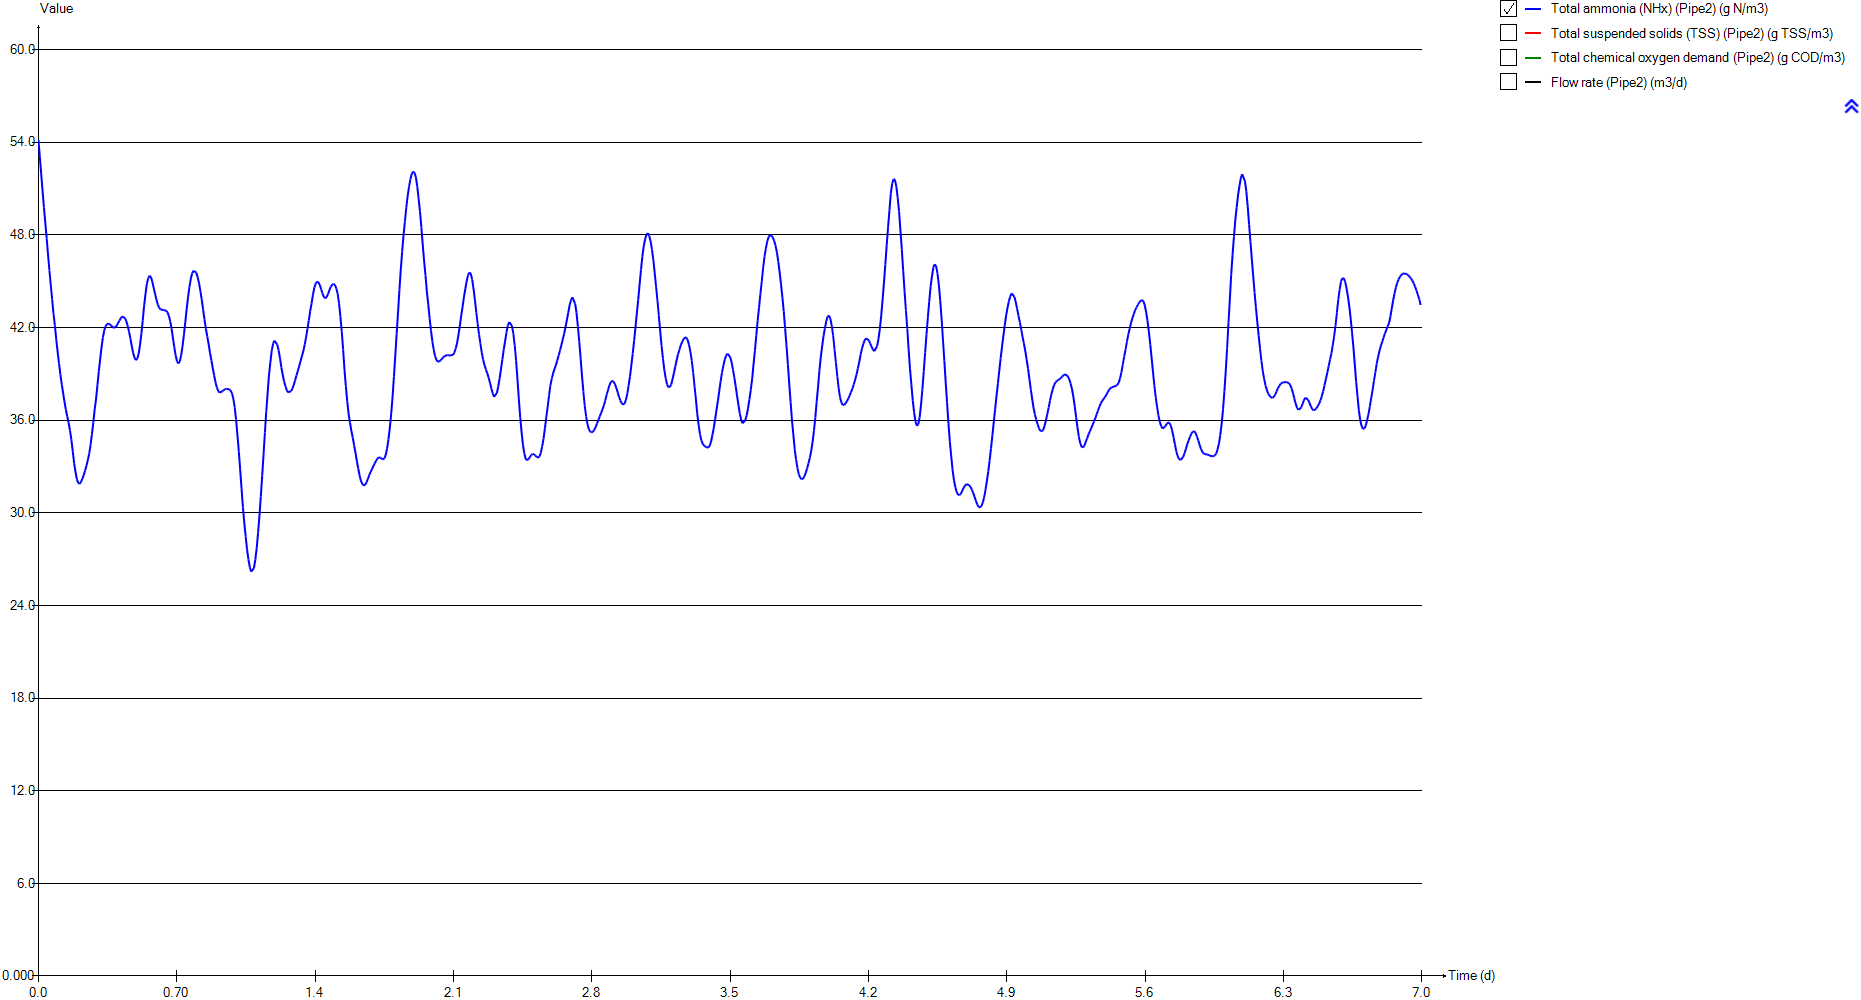 Value
60.0
54.0
48.0
42.0
36.0
30.0
24.0
18.0
12.0
6.0
0.000
0.0 0.70 1.4 2.1 2.8 3.5 4.2 4.9 5.6 6.3 7.0
Time (d)
Total ammonia (NHx) (Pipe2) (g N/m3)
Total suspended solids (TSS) (Pipe2) (g TSS/m3)
Total chemical oxygen demand (Pipe2) (g COD/m3)
Flow rate (Pipe2) (m3/d)